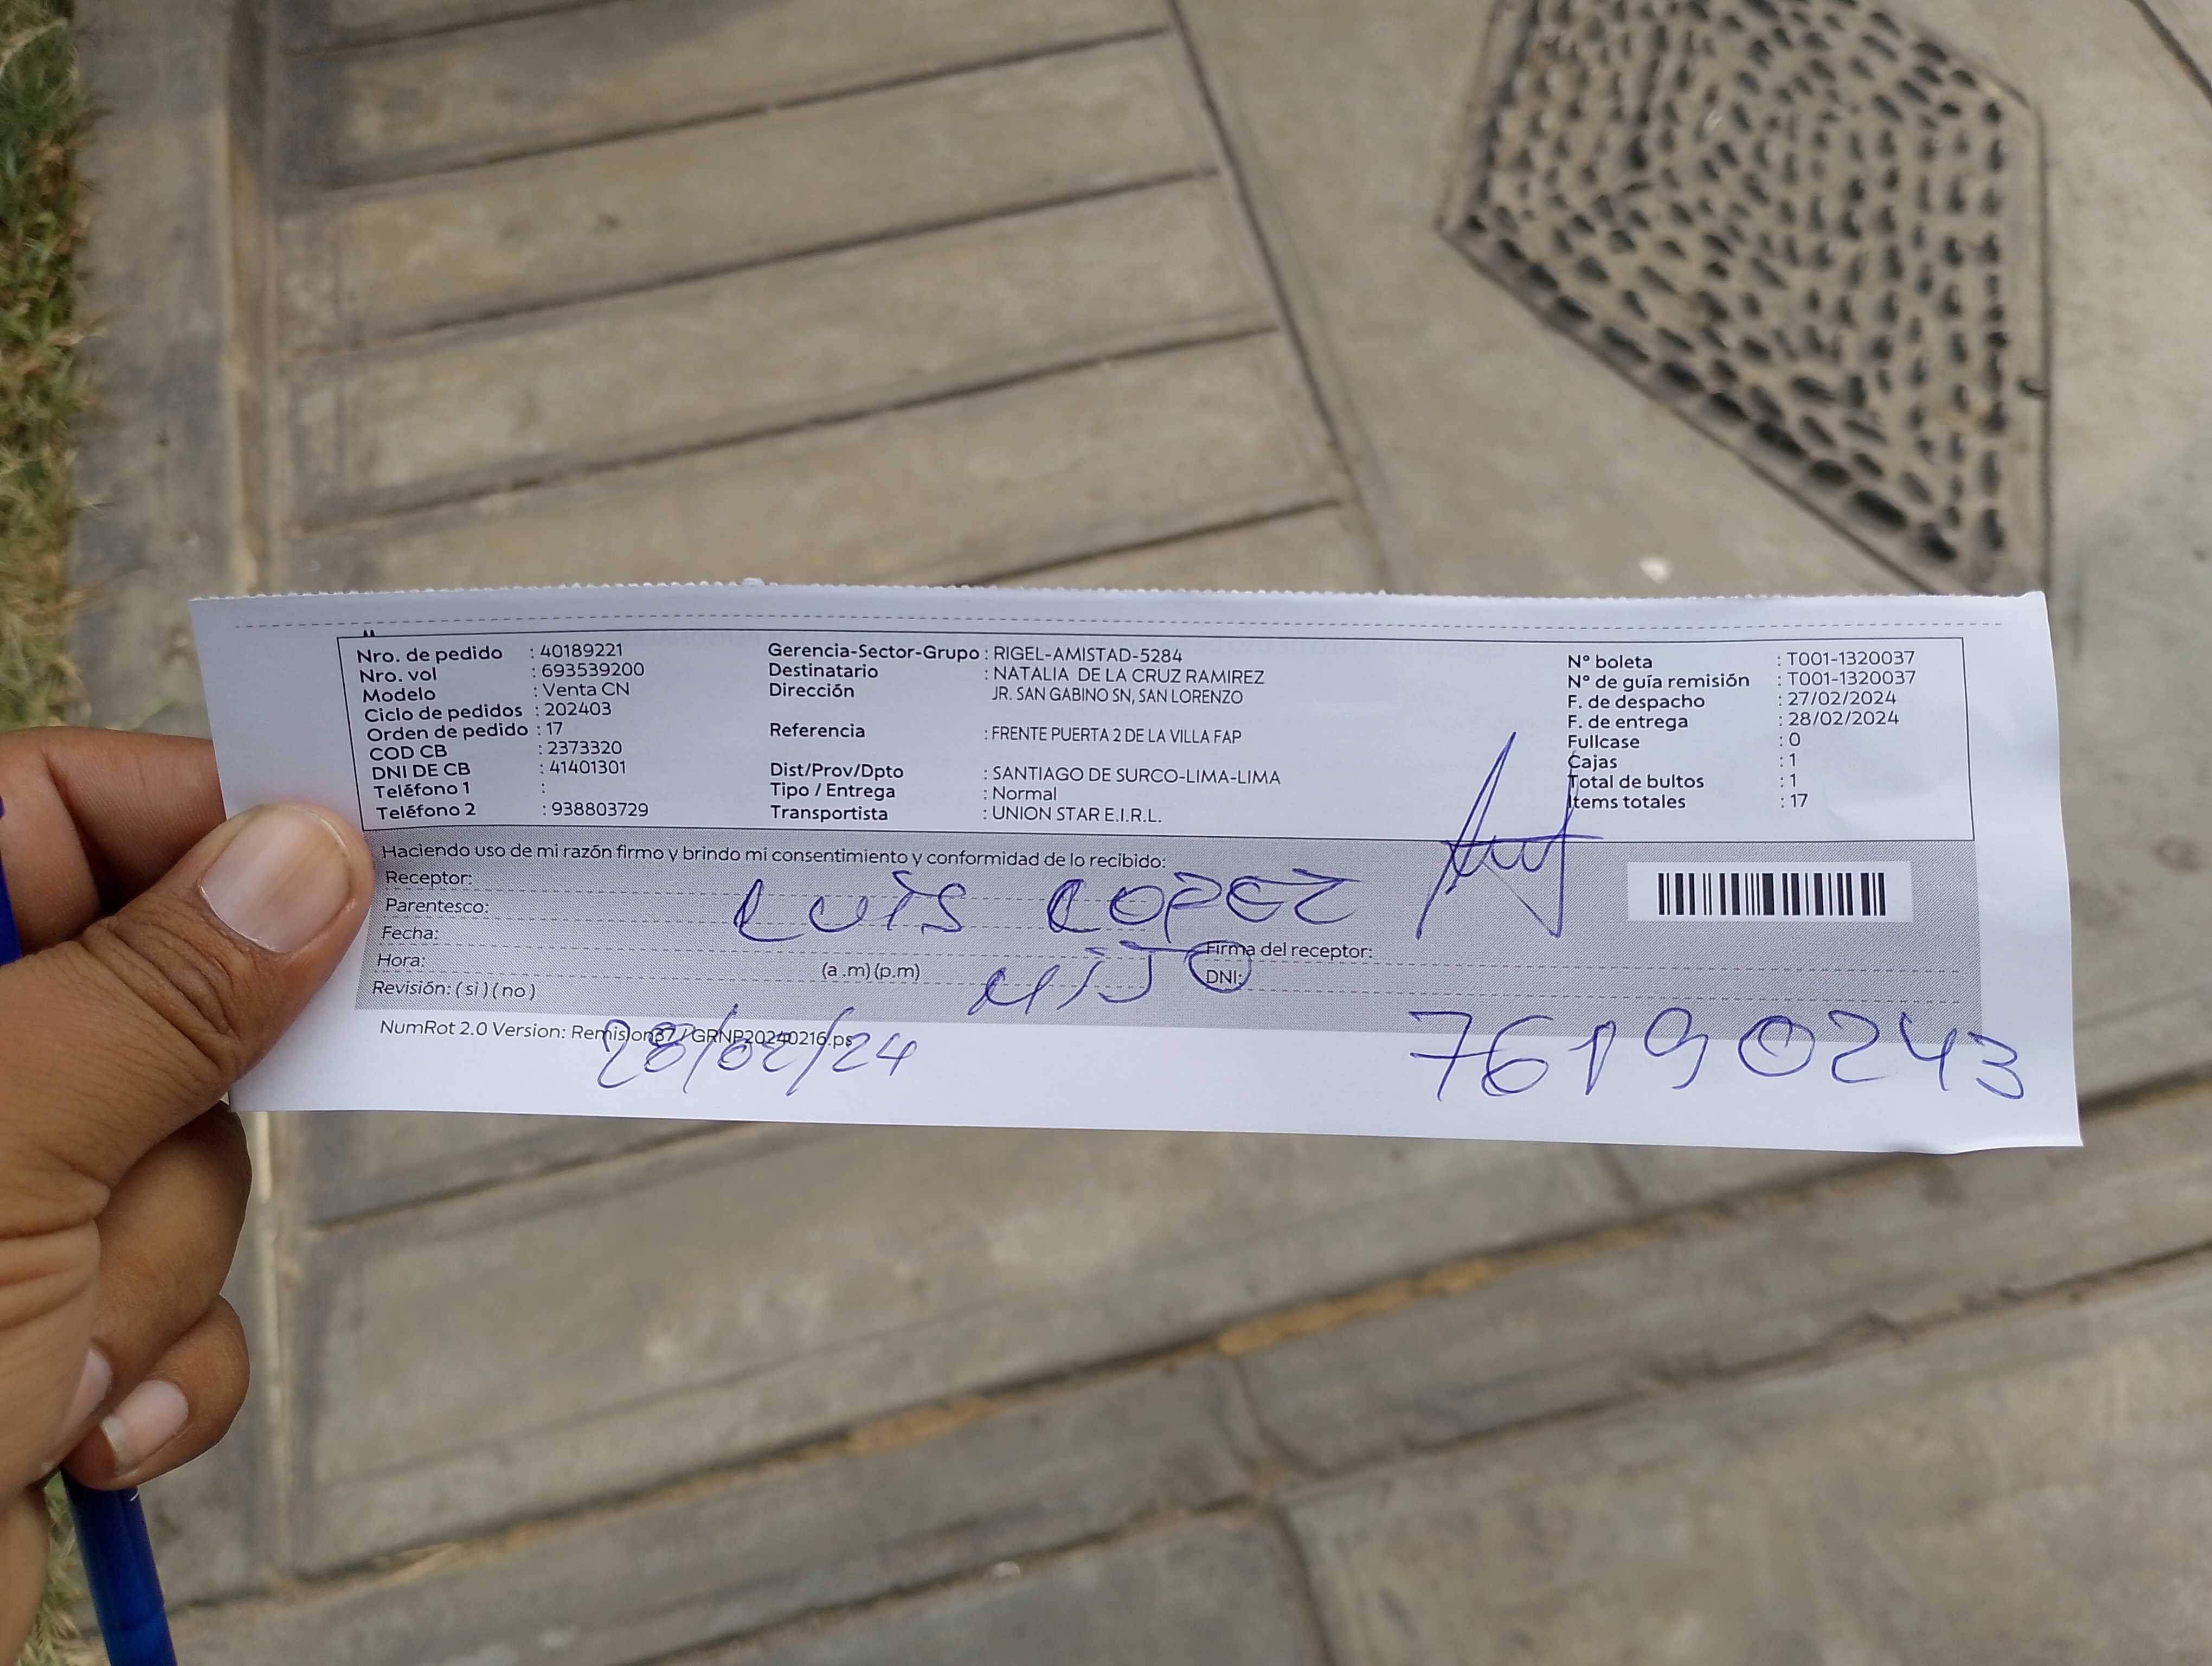 Nro. de pedido : 40189221
Nro. vol : 693539200
Modelo : Venta CN
Ciclo de pedidos : 202403
Orden de pedido : 17
COD CB : 2373320
DNI DE CB : 41401301
Teléfono 1 :
Teléfono 2 : 938803729
Gerencia-Sector-Grupo : RIGEL-AMISTAD-5284
Destinatario : NATALIA DE LA CRUZ RAMIREZ
Dirección JR. SAN GABINO SN, SAN LORENZO
Referencia : FRENTE PUERTA 2 DE LA VILLA FAP
Dist/Prov/Dpto : SANTIAGO DE SURCO-LIMA-LIMA
Tipo / Entrega : Normal
Transportista : UNION STAR E.I.R.L.
N° boleta : T001-1320037
N° de guía remisión : T001-1320037
F. de despacho : 27/02/2024
F. de entrega : 28/02/2024
Fullcase : 0
Cajas : 1
Total de bultos : 1
Items totales : 17
Haciendo uso de mi razón firmo y brindo mi consentimiento y conformidad de lo recibido:
Receptor:
LUIS LOPEZ
Parentesco:
HIJO
Fecha:
Firma del receptor:
Hora: (a .m) (p.m)
DNI:
Revisión: ( si ) ( no )
NumRot 2.0 Version: Remision37 / GRNP20240216.ps
28/02/24
76190243